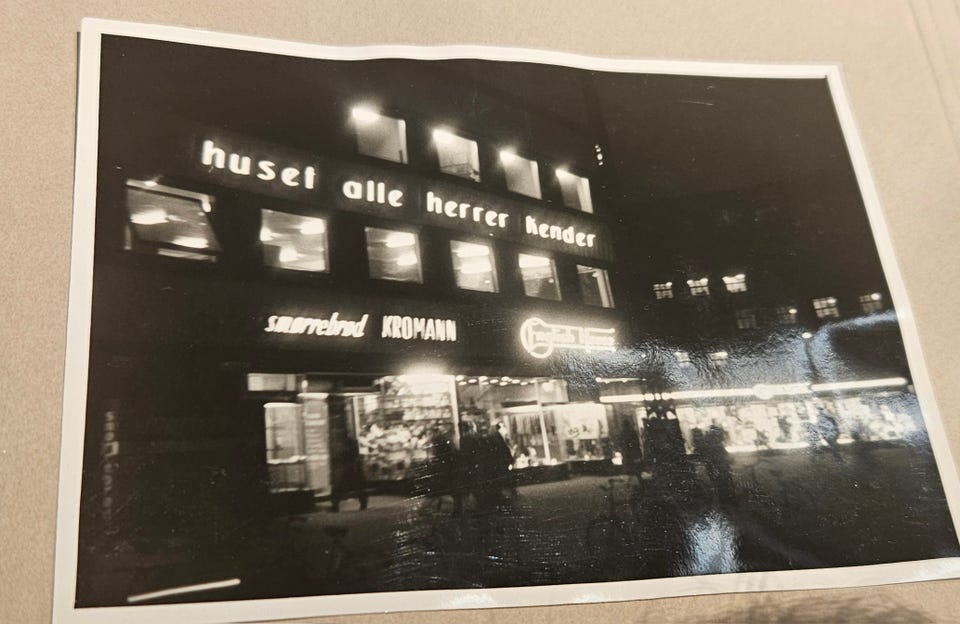 huset alle herrer kender
smørrebrød KROMANN